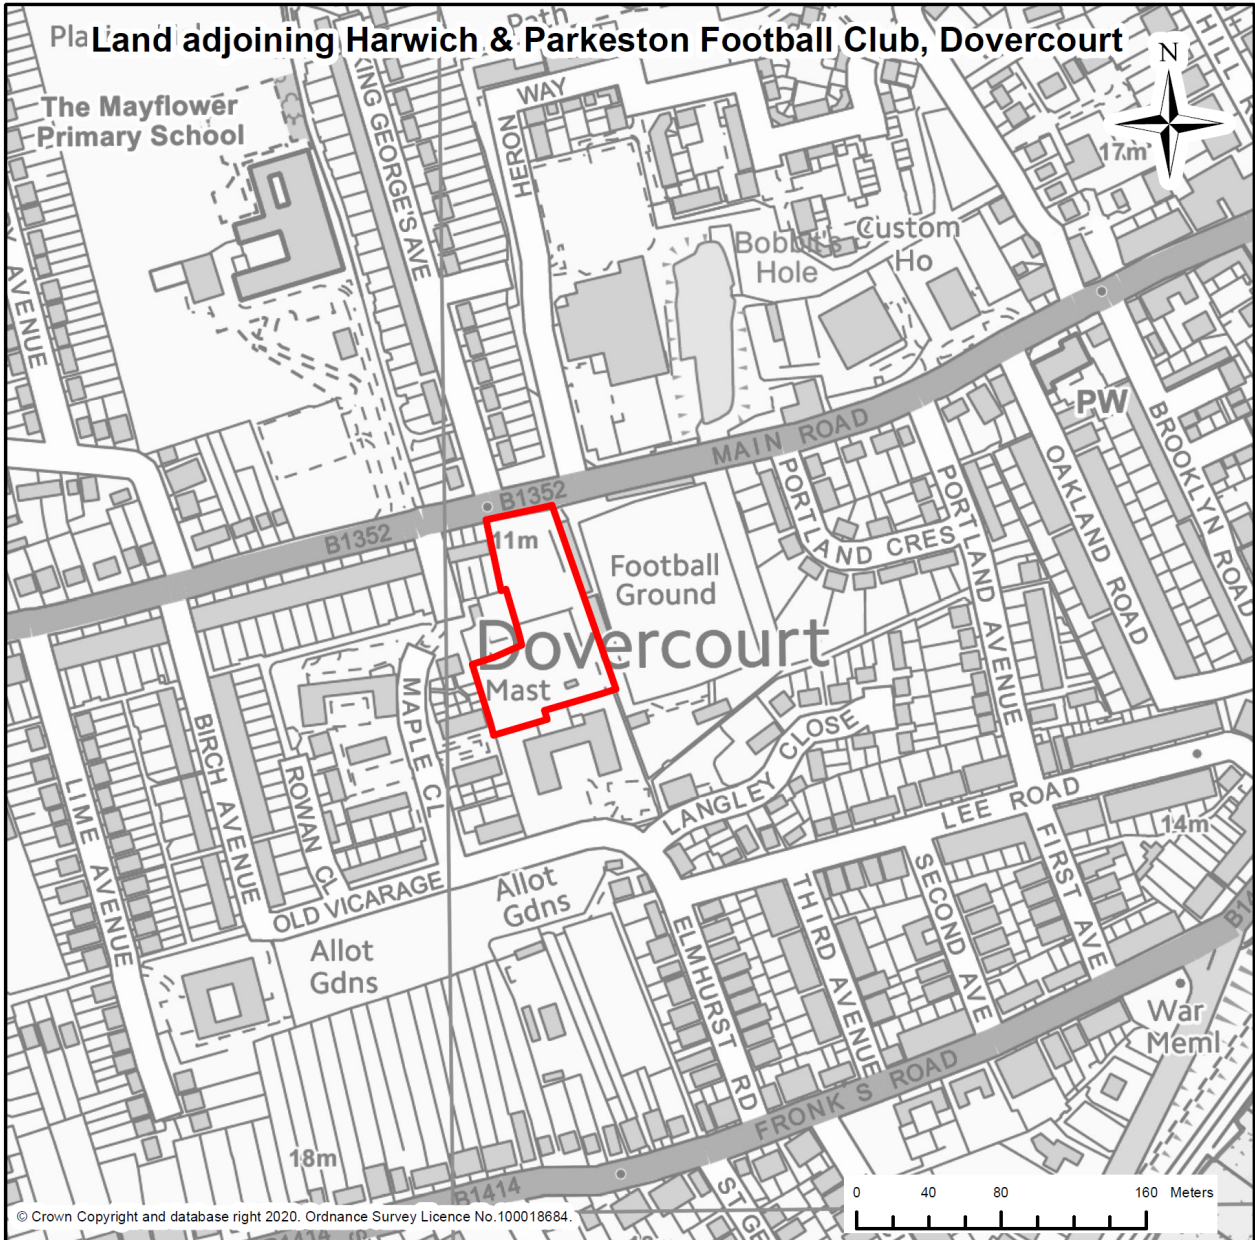 Land adjoining Harwich & Parkeston Football Club, Dovercourt
Path
N
The Mayflower
Primary School
KING GEORGE'S AVE
HERON
WAY
17m
Bobbit's
Hole
Custom
Ho
AVENUE
PW
MAIN ROAD
B1352
B1352
11m
Football
Ground
Dovercourt
Mast
PORTLAND CRES
PORTLAND AVENUE
OAKLAND ROAD
BROOKLYN ROAD
MAPLE CL
BIRCH AVENUE
ROWAN CL
LIME AVENUE
OLD VICARAGE
LANGLEY CLOSE
LEE ROAD
14m
Allot
Gdns
Allot
Gdns
ELMHURST RD
THIRD AVENUE
SECOND AVE
FIRST AVE
War
Meml
FRONK'S ROAD
18m
B1414
B1414
0 40 80 160 Meters
© Crown Copyright and database right 2020. Ordnance Survey Licence No.100018684.